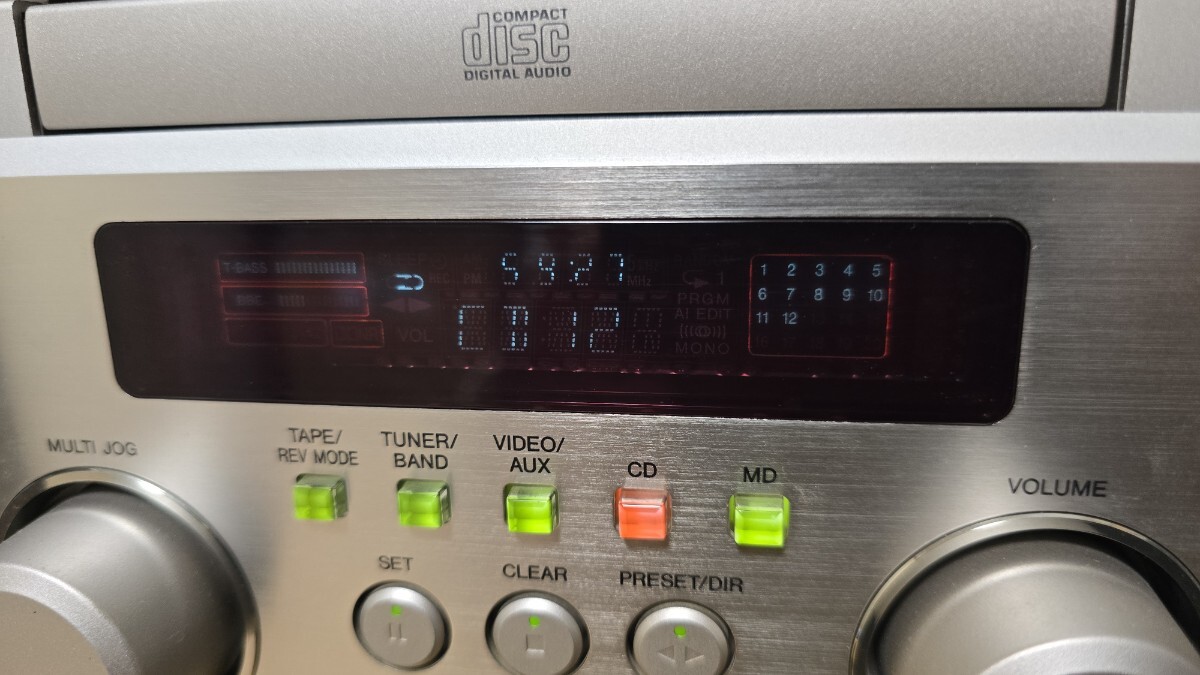 COMPACT
disc
DIGITAL AUDIO
T-BASS
REC FM 59:27 MHz 1
CD 12
VOL
PRGM
AI EDIT
MONO
1 2 3 4 5
6 7 8 9 10
11 12
MULTI JOG
TAPE/
REV MODE
TUNER/
BAND
VIDEO/
AUX
CD
MD
VOLUME
SET
CLEAR
PRESET/DIR